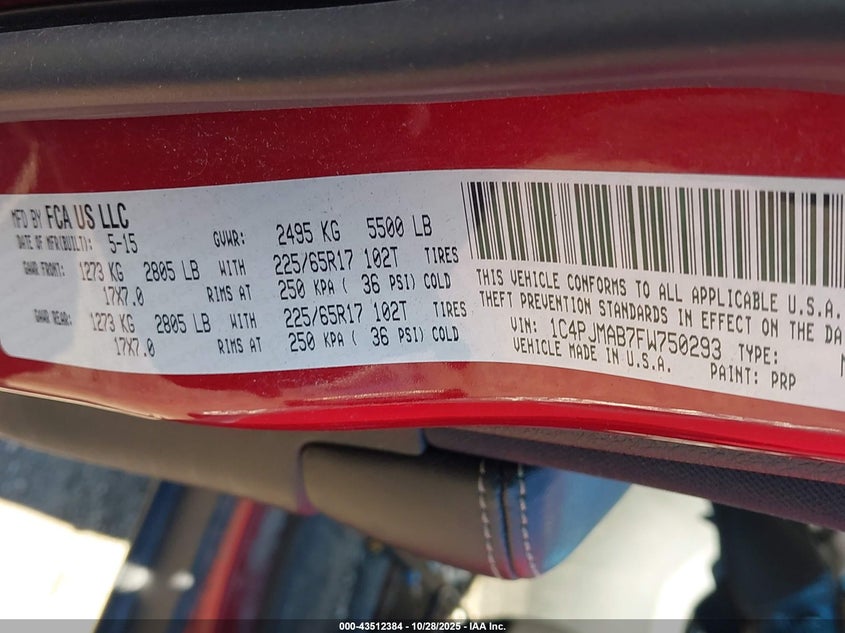 MFD BY FCA US LLC
DATE OF MFR(BUILT): 5-15 GVWR: 2495 KG 5500 LB
GAWR FRONT: 1273 KG 2805 LB WITH 225/65R17 102T TIRES
17X7.0 RIMS AT 250 KPA ( 36 PSI) COLD
GAWR REAR: 1273 KG 2805 LB WITH 225/65R17 102T TIRES
17X7.0 RIMS AT 250 KPA ( 36 PSI) COLD
THIS VEHICLE CONFORMS TO ALL APPLICABLE U.S.A.
THEFT PREVENTION STANDARDS IN EFFECT ON THE DA
VIN: 1C4PJMAB7FW750293 TYPE:
VEHICLE MADE IN U.S.A. PAINT: PRP
000-43512384 - 10/28/2025 - IAA Inc.